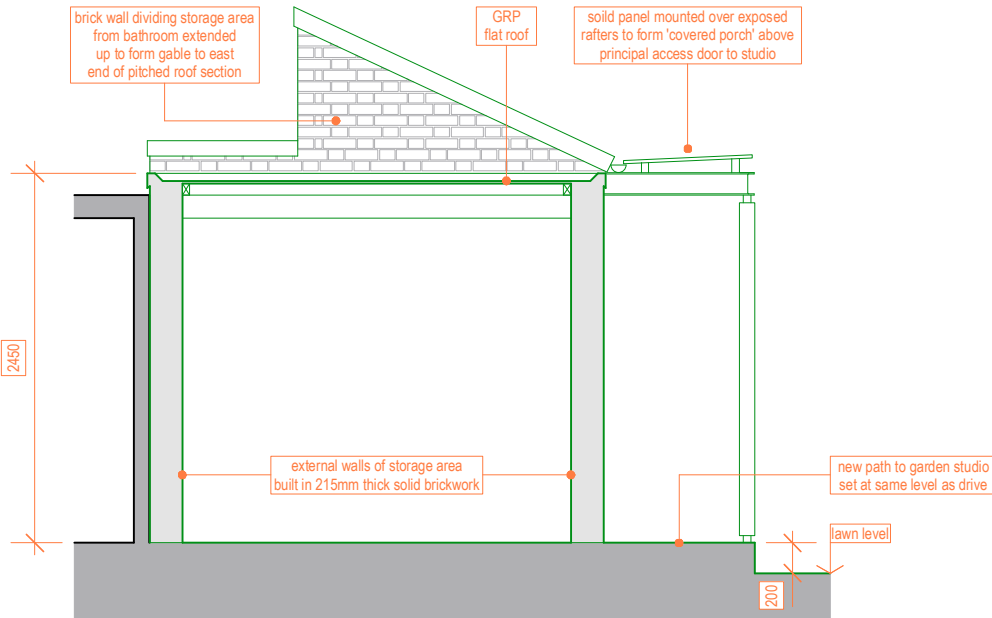 brick wall dividing storage area
from bathroom extended
up to form gable to east
end of pitched roof section
GRP
flat roof
soild panel mounted over exposed
rafters to form 'covered porch' above
principal access door to studio
2450
external walls of storage area
built in 215mm thick solid brickwork
new path to garden studio
set at same level as drive
lawn level
200